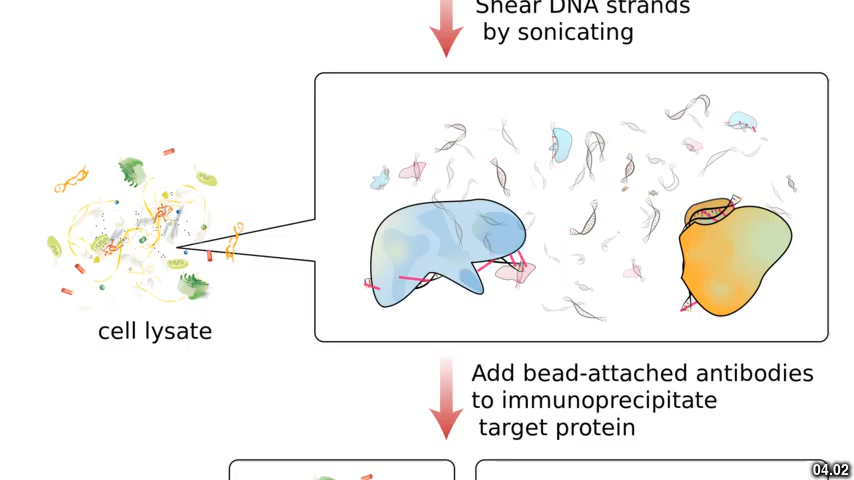 Shear DNA strands
by sonicating
cell lysate
Add bead-attached antibodies
to immunoprecipitate
target protein
04.02